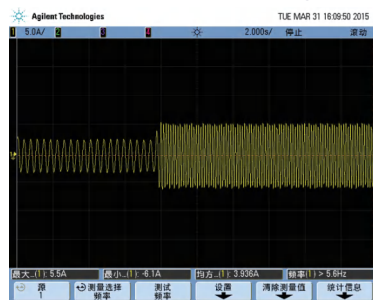 Agilent Technologies TUE MAR 31 16:09:50 2015
1 5.0A/ 2 3 4 2.000s/ 停止 滚动
最大...(1): 5.5A 最小...(1): -6.1A 均方...(1): 3.936A 频率(1) > 5.6Hz
源 测量选择 测试 设置 清除测量值 统计信息
1 频率 频率